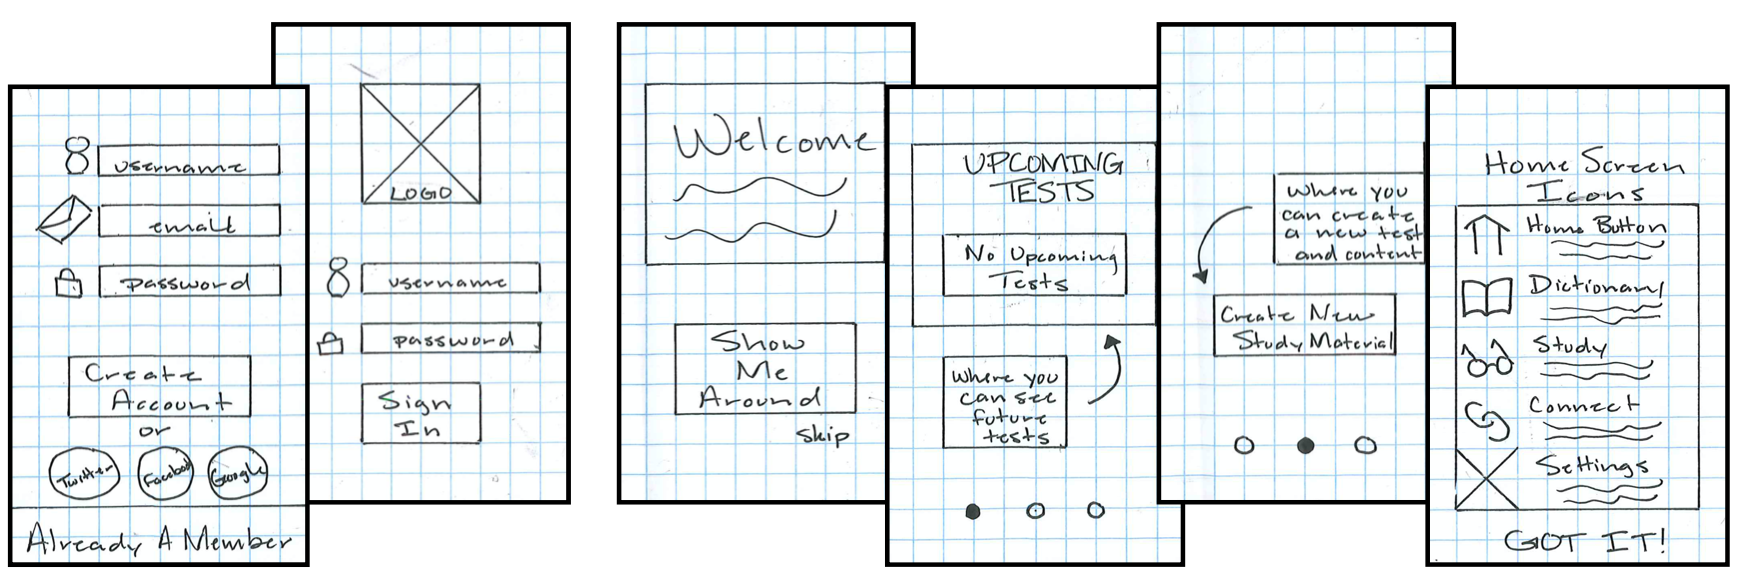 username
email
password
Create
Account
or
Twitter
Facebook
Google
Already A Member
LOGO
username
password
Sign
In
Welcome
Show
Me
Around
skip
UPCOMING
TESTS
No Upcoming
Tests
Where you
can see
future
tests
Where you
can create
a new test
and content
Create New
Study Material
Home Screen
Icons
Home Button
Dictionary
Study
Connect
Settings
GOT IT!